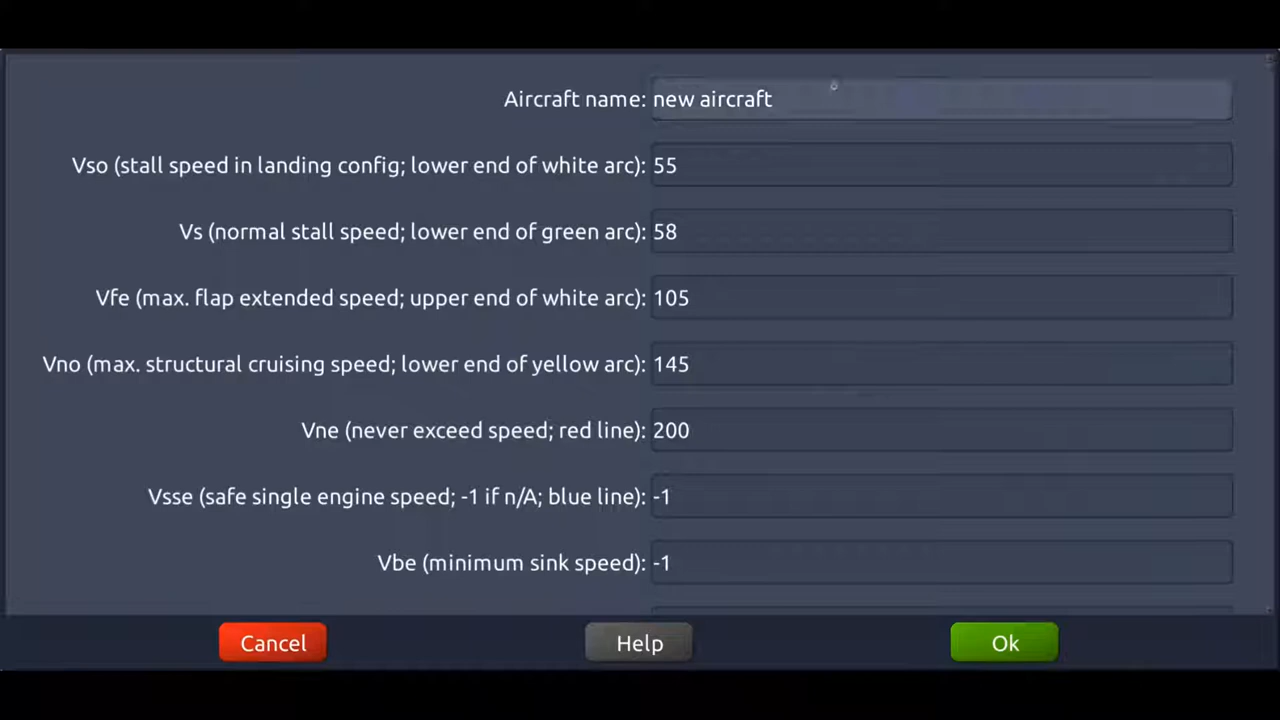 Aircraft name: new aircraft
Vso (stall speed in landing config; lower end of white arc): 55
Vs (normal stall speed; lower end of green arc): 58
Vfe (max. flap extended speed; upper end of white arc): 105
Vno (max. structural cruising speed; lower end of yellow arc): 145
Vne (never exceed speed; red line): 200
Vsse (safe single engine speed; -1 if n/A; blue line): -1
Vbe (minimum sink speed): -1
Cancel Help Ok